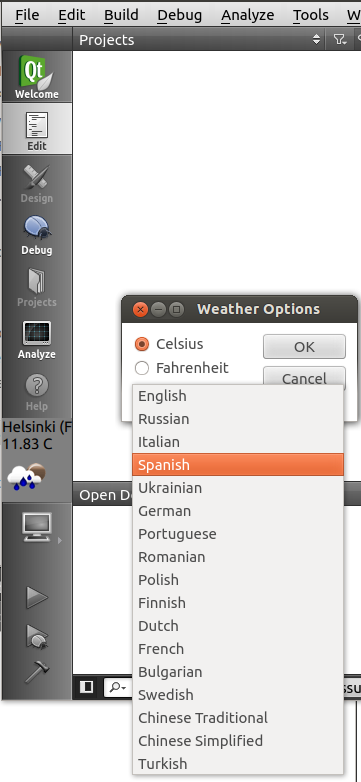 File Edit Build Debug Analyze Tools W
Projects
Qt
Welcome
Edit
Design
Debug
Projects
Analyze
Help
Helsinki (F
11.83 C
Weather Options
Celsius
OK
Fahrenheit
Cancel
English
Russian
Italian
Spanish
Ukrainian
German
Portuguese
Romanian
Polish
Finnish
Dutch
French
Bulgarian
Swedish
Chinese Traditional
Chinese Simplified
Turkish
Open Do
ssu